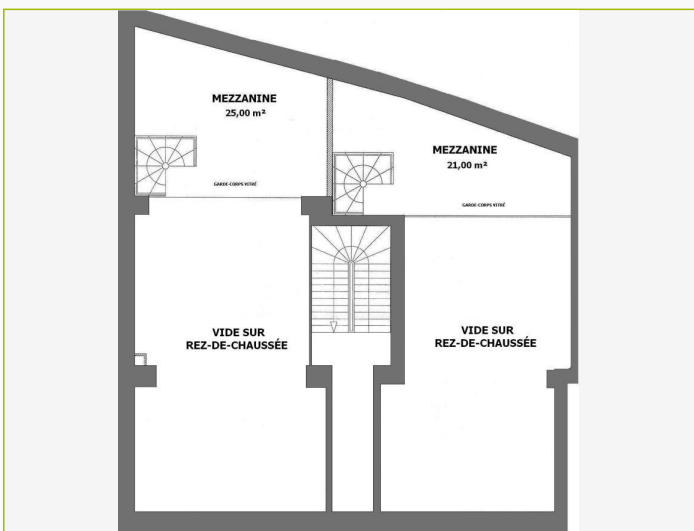 MEZZANINE
25,00 m²
MEZZANINE
21,00 m²
GARDE-CORPS VITRÉ
GARDE-CORPS VITRÉ
VIDE SUR
REZ-DE-CHAUSSÉE
VIDE SUR
REZ-DE-CHAUSSÉE